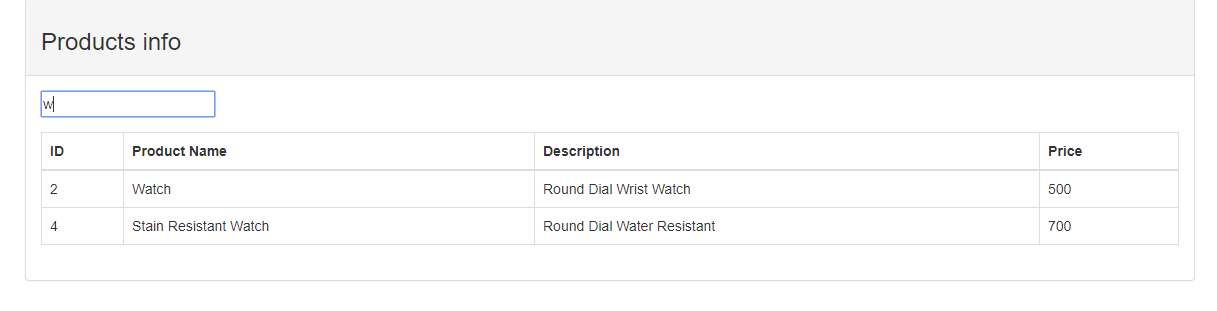 Products info
w
ID Product Name Description Price
2 Watch Round Dial Wrist Watch 500
4 Stain Resistant Watch Round Dial Water Resistant 700